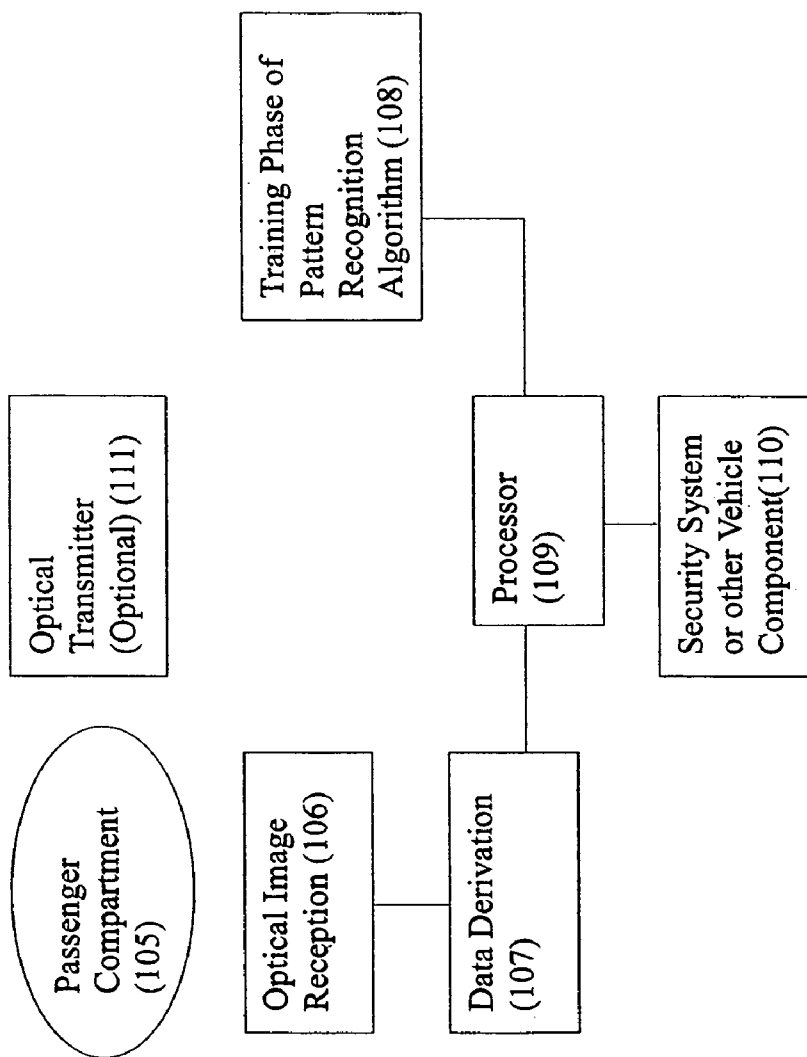 Passenger
Compartment
(105)
Optical
Transmitter
(Optional) (111)
Optical Image
Reception (106)
Training Phase of
Pattern
Recognition
Algorithm (108)
Data Derivation
(107)
Processor
(109)
Security System
or other Vehicle
Component(110)